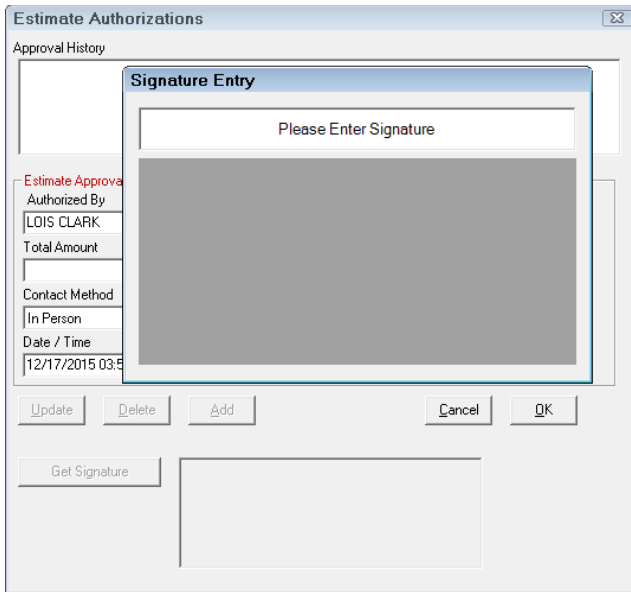 Estimate Authorizations
Approval History
Signature Entry
Please Enter Signature
Estimate Approva
Authorized By
LOIS CLARK
Total Amount
Contact Method
In Person
Date / Time
12/17/2015 03:5
Update Delete Add Cancel OK
Get Signature